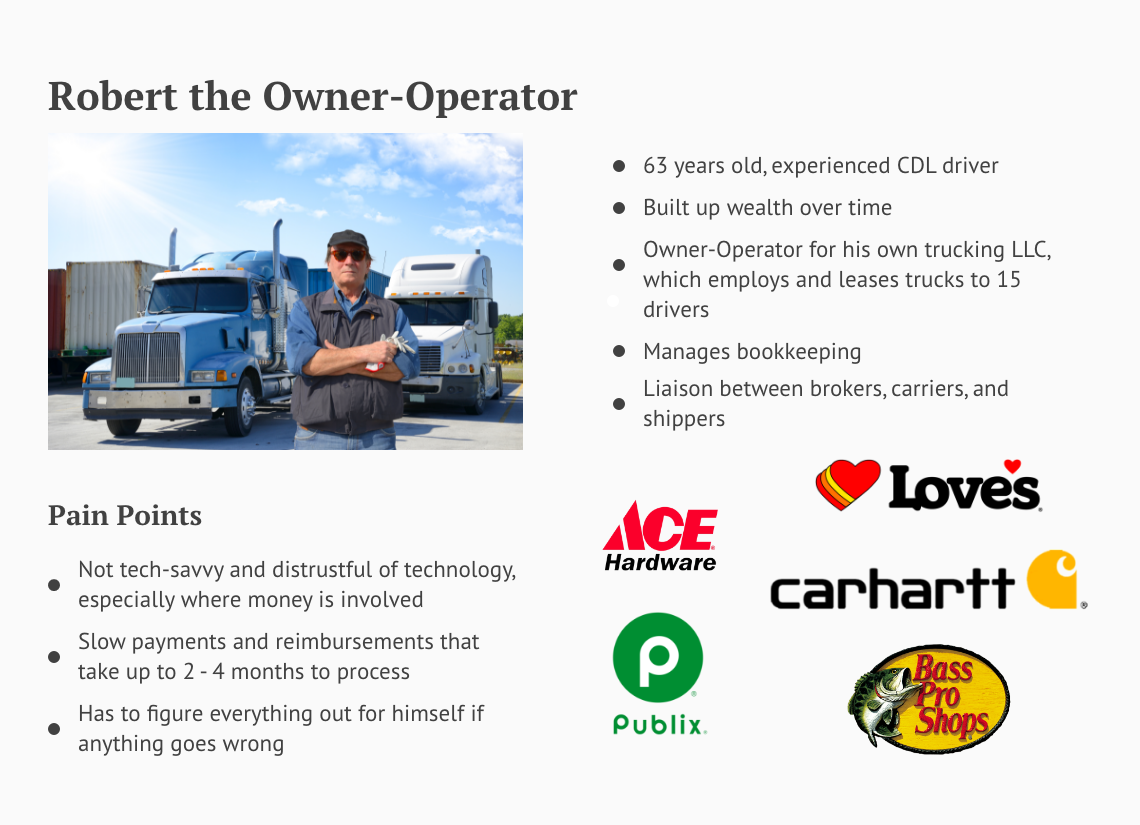 Robert the Owner-Operator
63 years old, experienced CDL driver
Built up wealth over time
Owner-Operator for his own trucking LLC,
which employs and leases trucks to 15
drivers
Manages bookkeeping
Liaison between brokers, carriers, and
shippers
Pain Points
Not tech-savvy and distrustful of technology,
especially where money is involved
Slow payments and reimbursements that
take up to 2 - 4 months to process
Has to figure everything out for himself if
anything goes wrong
ACE
Hardware
Love's
carhartt
Publix
Bass
Pro
Shops